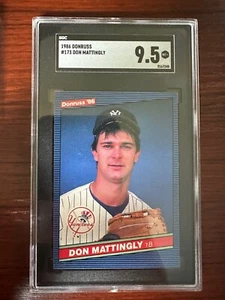 SGC
1986 DONRUSS
#173 DON MATTINGLY
9.5
Donruss '86
DON MATTINGLY 1B